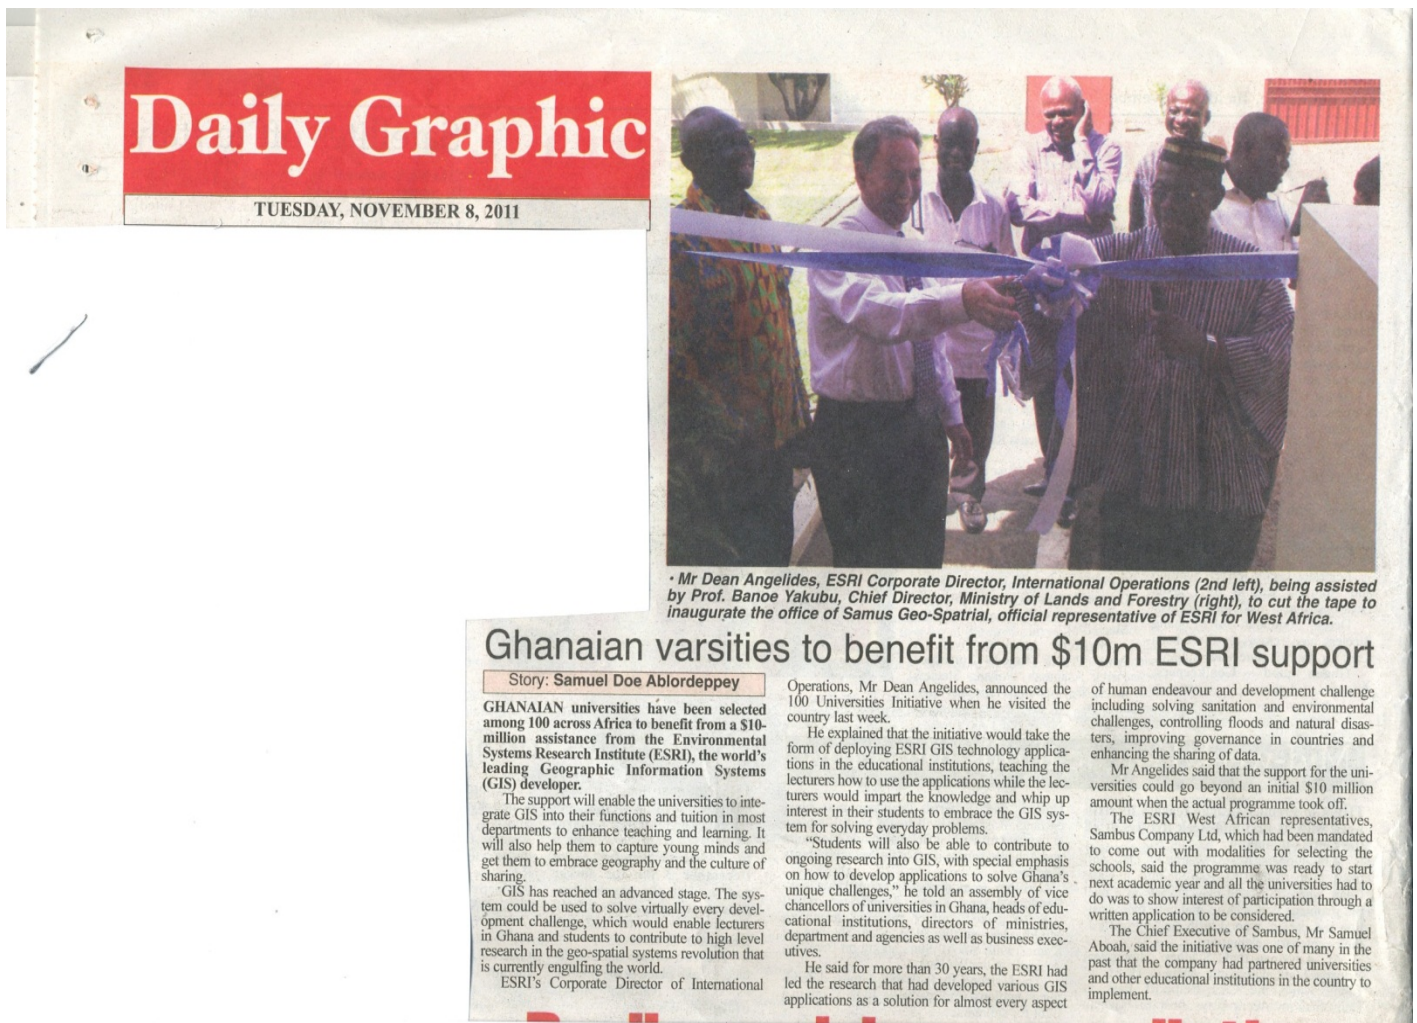 Daily Graphic
TUESDAY, NOVEMBER 8, 2011
· Mr Dean Angelides, ESRI Corporate Director, International Operations (2nd left), being assisted
by Prof. Banoe Yakubu, Chief Director, Ministry of Lands and Forestry (right), to cut the tape to
inaugurate the office of Samus Geo-Spatrial, official representative of ESRI for West Africa.
Ghanaian varsities to benefit from $10m ESRI support
Story: Samuel Doe Ablordeppey
GHANAIAN universities have been selected
among 100 across Africa to benefit from a $10-
million assistance from the Environmental
Systems Research Institute (ESRI), the world's
leading Geographic Information Systems
(GIS) developer.
The support will enable the universities to inte-
grate GIS into their functions and tuition in most
departments to enhance teaching and learning. It
will also help them to capture young minds and
get them to embrace geography and the culture of
sharing.
'GIS has reached an advanced stage. The sys-
tem could be used to solve virtually every devel-
opment challenge, which would enable lecturers
in Ghana and students to contribute to high level
research in the geo-spatial systems revolution that
is currently engulfing the world.
ESRI's Corporate Director of International
Operations, Mr Dean Angelides, announced the
100 Universities Initiative when he visited the
country last week.
He explained that the initiative would take the
form of deploying ESRI GIS technology applica-
tions in the educational institutions, teaching the
lecturers how to use the applications while the lec-
turers would impart the knowledge and whip up
interest in their students to embrace the GIS sys-
tem for solving everyday problems.
"Students will also be able to contribute to
ongoing research into GIS, with special emphasis
on how to develop applications to solve Ghana's
unique challenges," he told an assembly of vice
chancellors of universities in Ghana, heads of edu-
cational institutions, directors of ministries,
department and agencies as well as business exec-
utives.
He said for more than 30 years, the ESRI had
led the research that had developed various GIS
applications as a solution for almost every aspect
of human endeavour and development challenge
including solving sanitation and environmental
challenges, controlling floods and natural disas-
ters, improving governance in countries and
enhancing the sharing of data.
Mr Angelides said that the support for the uni-
versities could go beyond an initial $10 million
amount when the actual programme took off.
The ESRI West African representatives,
Sambus Company Ltd, which had been mandated
to come out with modalities for selecting the
schools, said the programme was ready to start
next academic year and all the universities had to
do was to show interest of participation through a
written application to be considered.
The Chief Executive of Sambus, Mr Samuel
Aboah, said the initiative was one of many in the
past that the company had partnered universities
and other educational institutions in the country to
implement.